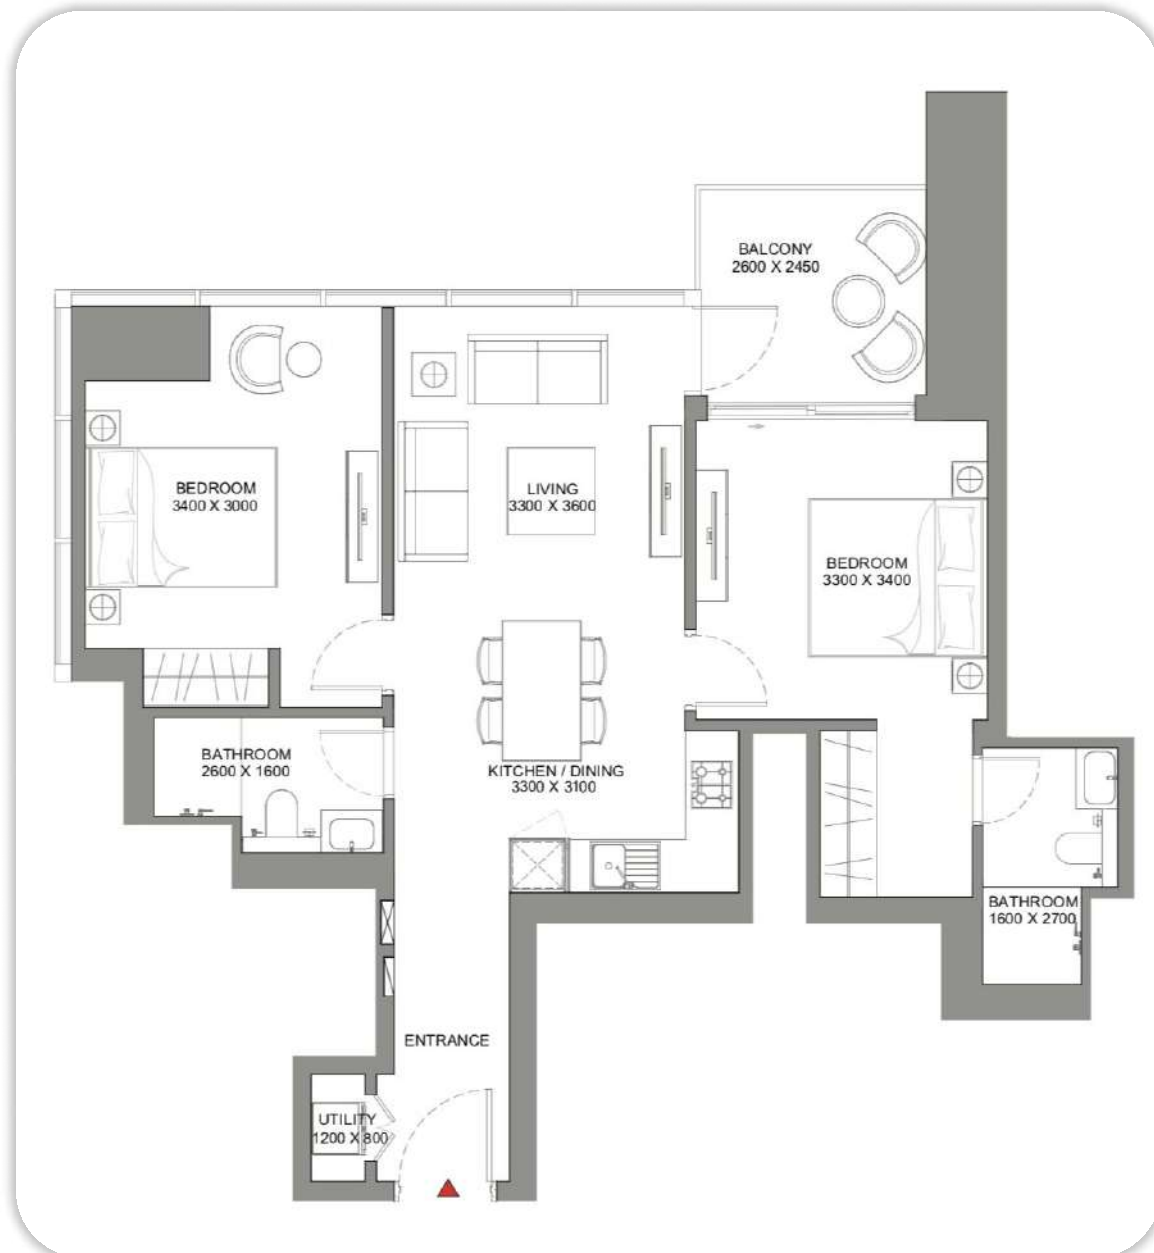 BALCONY
2600 X 2450
BEDROOM
3400 X 3000
LIVING
3300 X 3600
BEDROOM
3300 X 3400
BATHROOM
2600 X 1600
KITCHEN / DINING
3300 X 3100
BATHROOM
1600 X 2700
ENTRANCE
UTILITY
1200 X 800